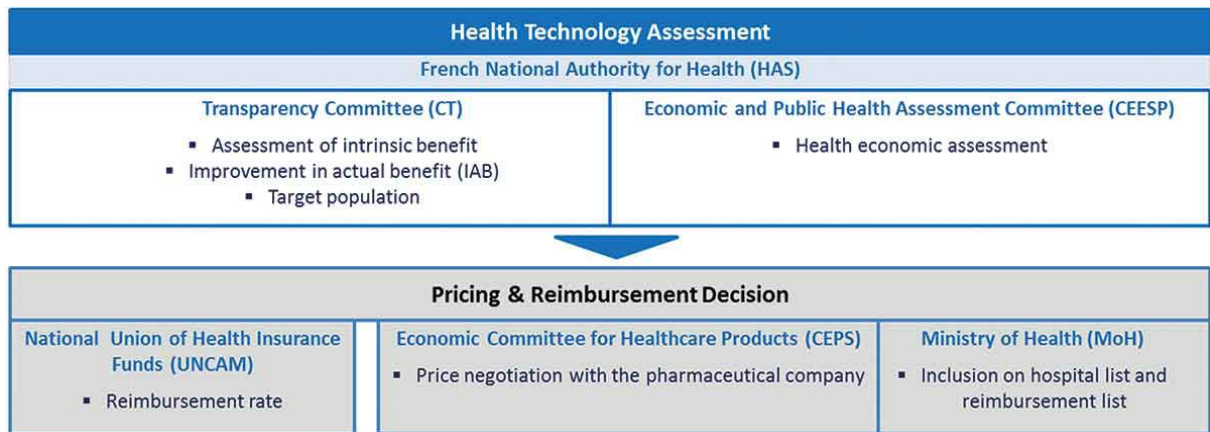 Health Technology Assessment
French National Authority for Health (HAS)
Transparency Committee (CT)
▪ Assessment of intrinsic benefit
▪ Improvement in actual benefit (IAB)
▪ Target population
Economic and Public Health Assessment Committee (CEESP)
▪ Health economic assessment
Pricing & Reimbursement Decision
National Union of Health Insurance
Funds (UNCAM)
▪ Reimbursement rate
Economic Committee for Healthcare Products (CEPS)
▪ Price negotiation with the pharmaceutical company
Ministry of Health (MoH)
▪ Inclusion on hospital list and
reimbursement list